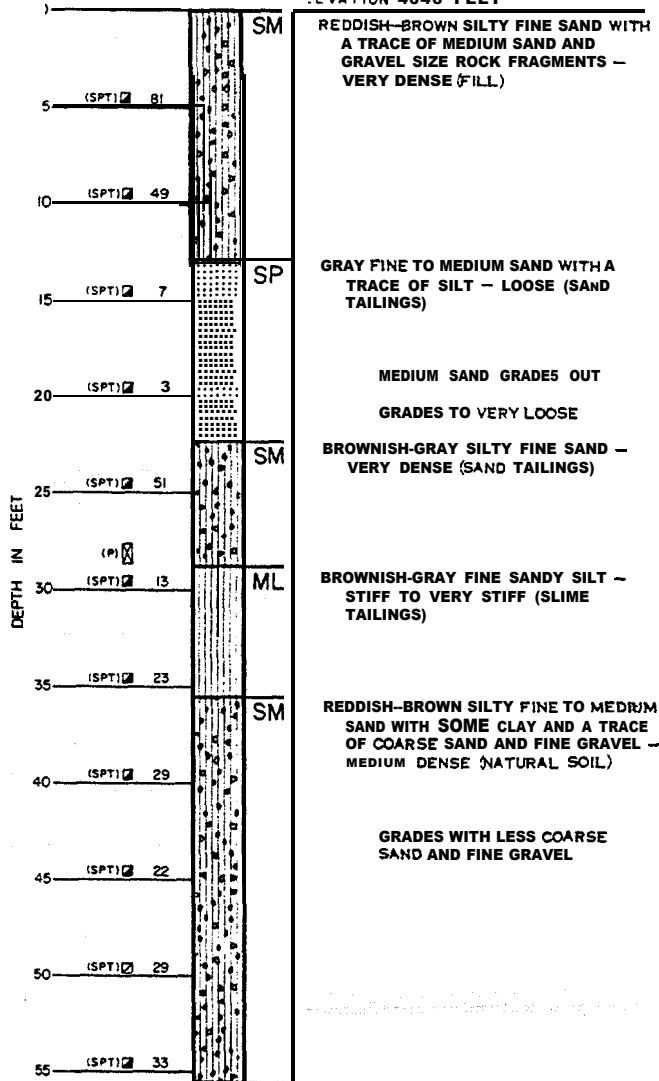 ELEVATION 4646 FEET
SM
REDDISH-BROWN SILTY FINE SAND WITH
A TRACE OF MEDIUM SAND AND
GRAVEL SIZE ROCK FRAGMENTS –
VERY DENSE (FILL)
5 (SPT) 81
10 (SPT) 49
SP
GRAY FINE TO MEDIUM SAND WITH A
TRACE OF SILT – LOOSE (SAND
TAILINGS)
15 (SPT) 7
MEDIUM SAND GRADES OUT
20 (SPT) 3
GRADES TO VERY LOOSE
SM
BROWNISH-GRAY SILTY FINE SAND –
VERY DENSE (SAND TAILINGS)
25 (SPT) 51
DEPTH IN FEET
(P)
ML
BROWNISH-GRAY FINE SANDY SILT –
STIFF TO VERY STIFF (SLIME
TAILINGS)
30 (SPT) 13
35 (SPT) 23
SM
REDDISH-BROWN SILTY FINE TO MEDIUM
SAND WITH SOME CLAY AND A TRACE
OF COARSE SAND AND FINE GRAVEL –
MEDIUM DENSE (NATURAL SOIL)
40 (SPT) 29
GRADES WITH LESS COARSE
SAND AND FINE GRAVEL
45 (SPT) 22
50 (SPT) 29
55 (SPT) 33